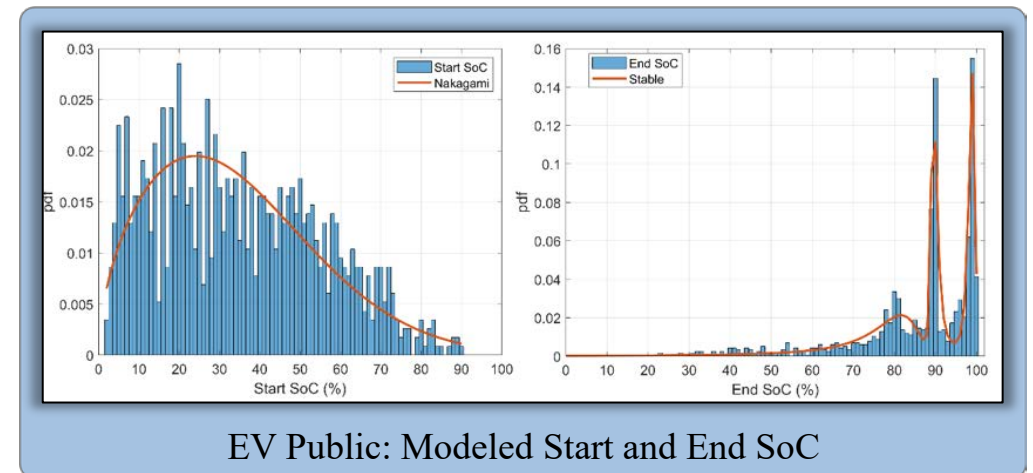 0.03
0.025
0.02
0.015
0.01
0.005
0
pdf
Start SoC
Nakagami
0 10 20 30 40 50 60 70 80 90 100
Start SoC (%)
0.16
0.14
0.12
0.1
0.08
0.06
0.04
0.02
0
pdf
End SoC
Stable
0 10 20 30 40 50 60 70 80 90 100
End SoC (%)
EV Public: Modeled Start and End SoC